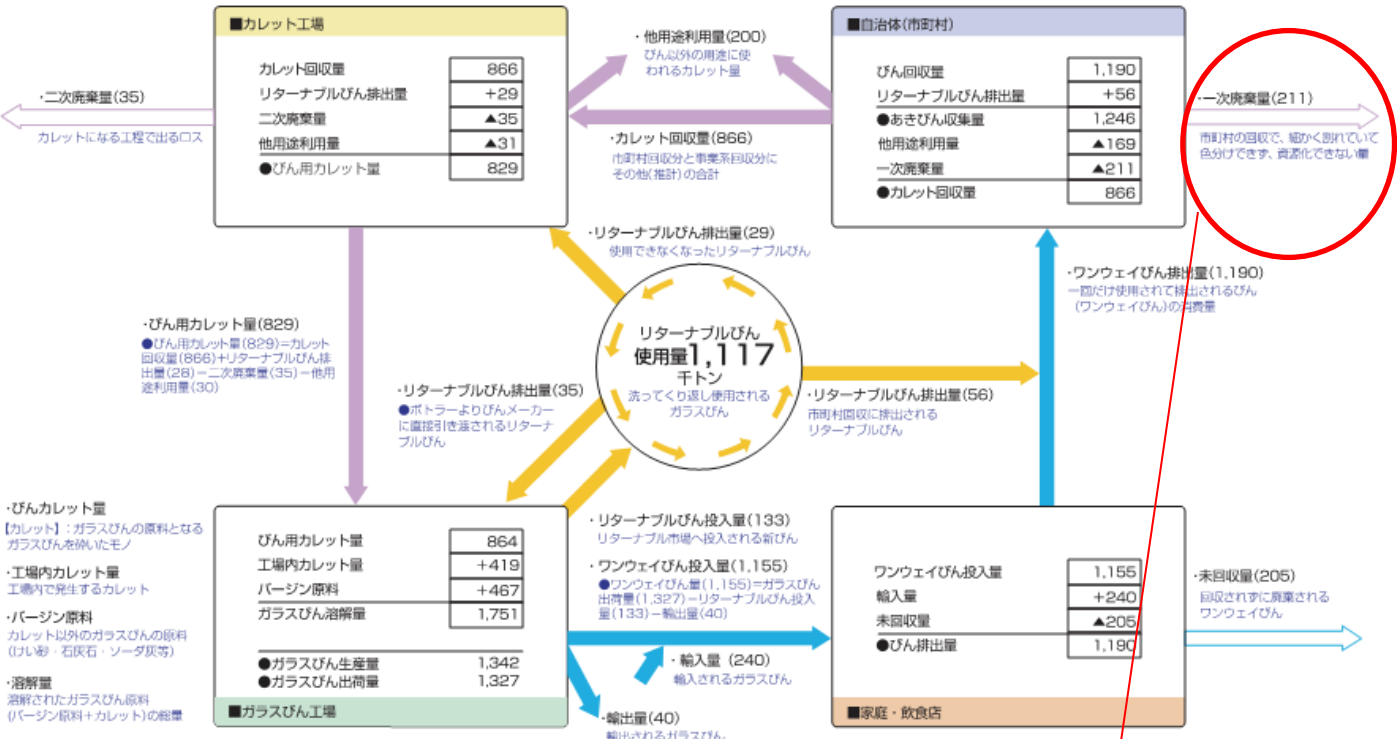 ■カレット工場
カレット回収量 866
リターナブルびん排出量 +29
二次廃棄量 ▲35
他用途利用量 ▲31
●びん用カレット量 829
・二次廃棄量(35)
カレットになる工程で出るロス
・他用途利用量(200)
びん以外の用途に使
われるカレット量
・カレット回収量(866)
市町村回収分と事業系回収分に
その他(推計)の合計
■自治体(市町村)
びん回収量 1,190
リターナブルびん排出量 +56
●あきびん収集量 1,246
他用途利用量 ▲169
一次廃棄量 ▲211
●カレット回収量 866
・一次廃棄量(211)
市町村の回収で、細かく割れていて
色分けできず、資源化できない量
・リターナブルびん排出量(29)
使用できなくなったリターナブルびん
・ワンウェイびん排出量(1,190)
一回だけ使用されて排出されるびん
(ワンウェイびん)の消費量
・びん用カレット量(829)
●びん用カレット量(829)=カレット
回収量(866)+リターナブルびん排
出量(28)-二次廃棄量(35)-他用
途利用量(30)
リターナブルびん
使用量1,117
千トン
洗ってくり返し使用される
ガラスびん
・リターナブルびん排出量(35)
●ボトラーよりびんメーカー
に直接引き渡されるリターナ
ブルびん
・リターナブルびん排出量(56)
市町村回収に排出される
リターナブルびん
・びんカレット量
【カレット】：ガラスびんの原料となる
ガラスびんを砕いたモノ
・工場内カレット量
工場内で発生するカレット
・バージン原料
カレット以外のガラスびんの原料
(けい砂・石灰石・ソーダ灰等)
・溶解量
溶解されたガラスびん原料
(バージン原料+カレット)の総量
びん用カレット量 864
工場内カレット量 +419
バージン原料 +467
ガラスびん溶解量 1,751
●ガラスびん生産量 1,342
●ガラスびん出荷量 1,327
■ガラスびん工場
・リターナブルびん投入量(133)
リターナブル市場へ投入される新びん
・ワンウェイびん投入量(1,155)
●ワンウェイびん量(1,155)=ガラスびん
出荷量(1,327)-リターナブルびん投入
量(133)-輸出量(40)
・輸入量(240)
輸入されるガラスびん
・輸出量(40)
輸出されるガラスびん
ワンウェイびん投入量 1,155
輸入量 +240
未回収量 ▲205
●びん排出量 1,190
■家庭・飲食店
・未回収量(205)
回収されずに廃棄される
ワンウェイびん